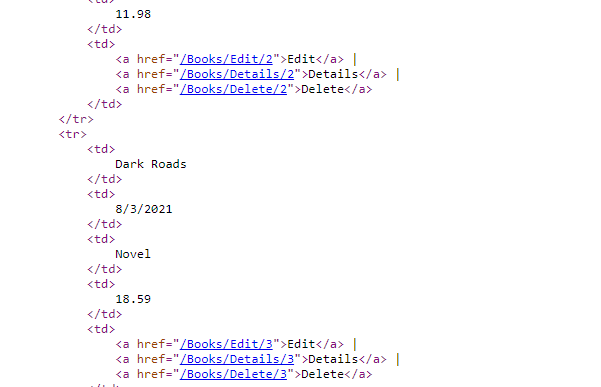 <td>
11.98
</td>
<td>
<a href="/Books/Edit/2">Edit</a> |
<a href="/Books/Details/2">Details</a> |
<a href="/Books/Delete/2">Delete</a>
</td>
</tr>
<tr>
<td>
Dark Roads
</td>
<td>
8/3/2021
</td>
<td>
Novel
</td>
<td>
18.59
</td>
<td>
<a href="/Books/Edit/3">Edit</a> |
<a href="/Books/Details/3">Details</a> |
<a href="/Books/Delete/3">Delete</a>
</td>